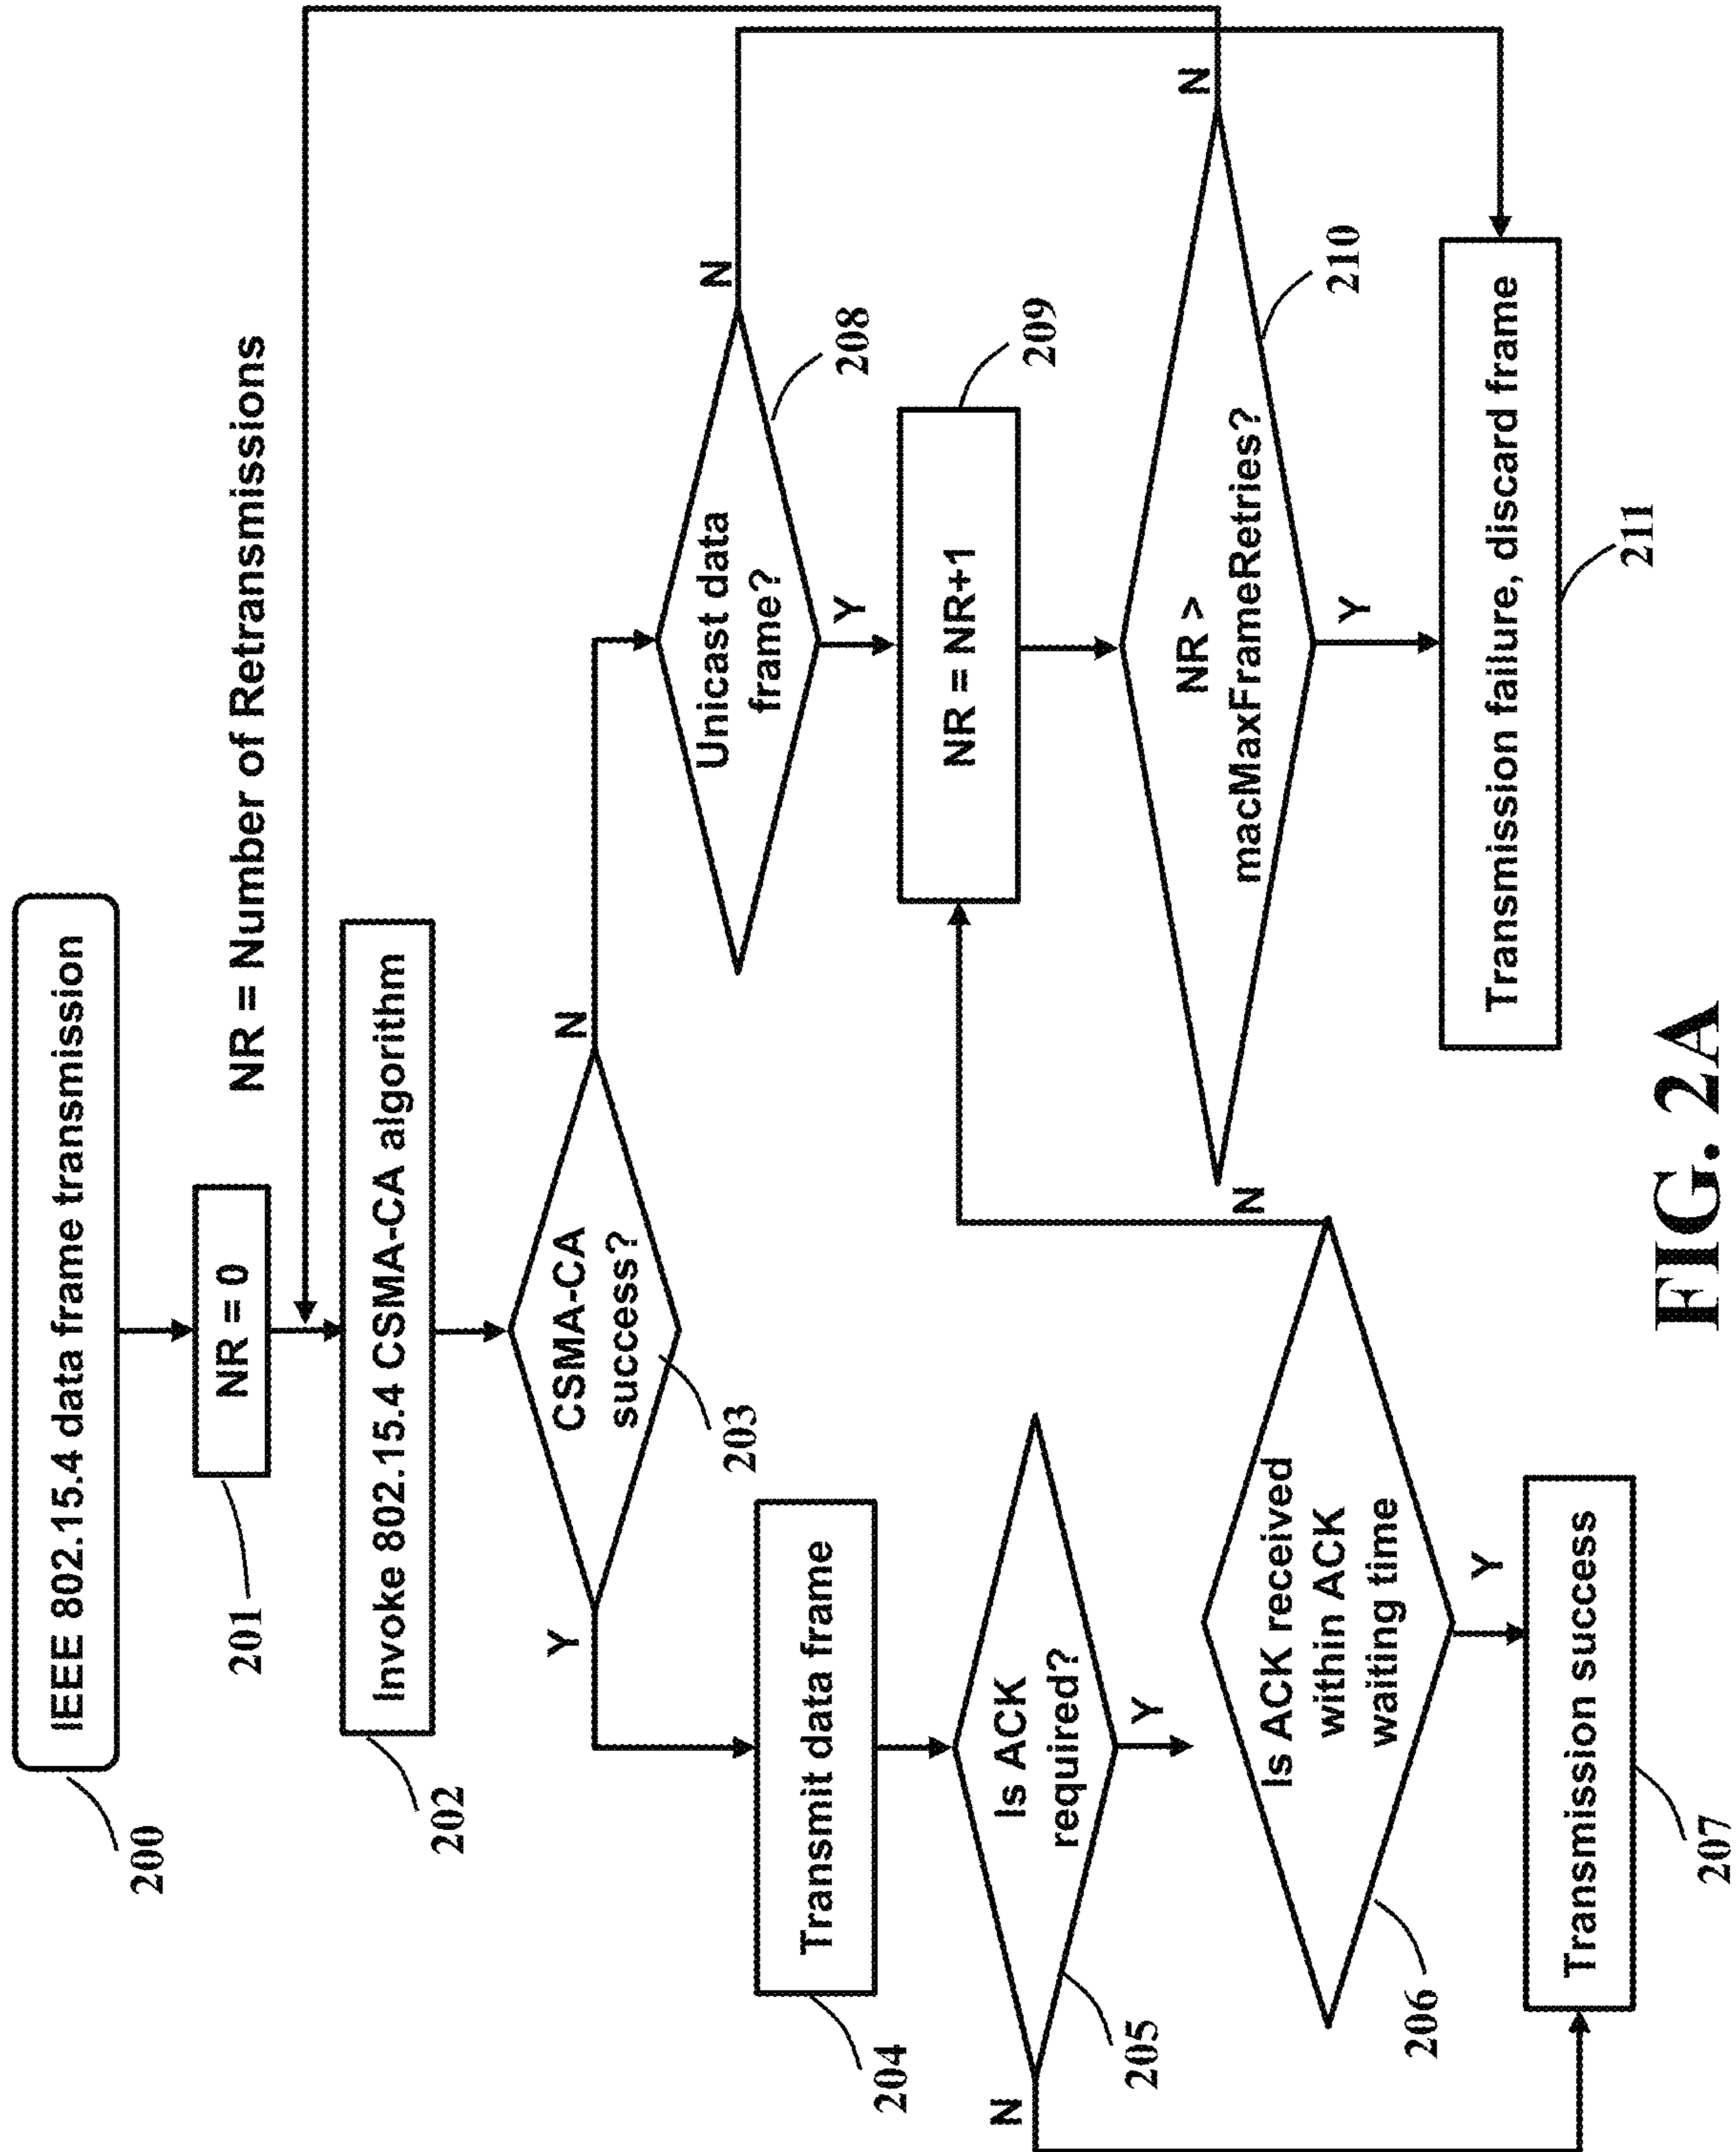 IEEE 802.15.4 data frame transmission
200
NR = 0
201
NR = Number of Retransmissions
Invoke 802.15.4 CSMA-CA algorithm
202
CSMA-CA
success?
203
Y
N
Transmit data frame
204
Unicast data
frame?
208
N
Y
Is ACK
required?
205
N
Y
NR = NR+1
209
Is ACK received
within ACK
waiting time
206
N
Y
NR >
macMaxFrameRetries?
210
N
Y
Transmission success
207
Transmission failure, discard frame
211
FIG. 2A